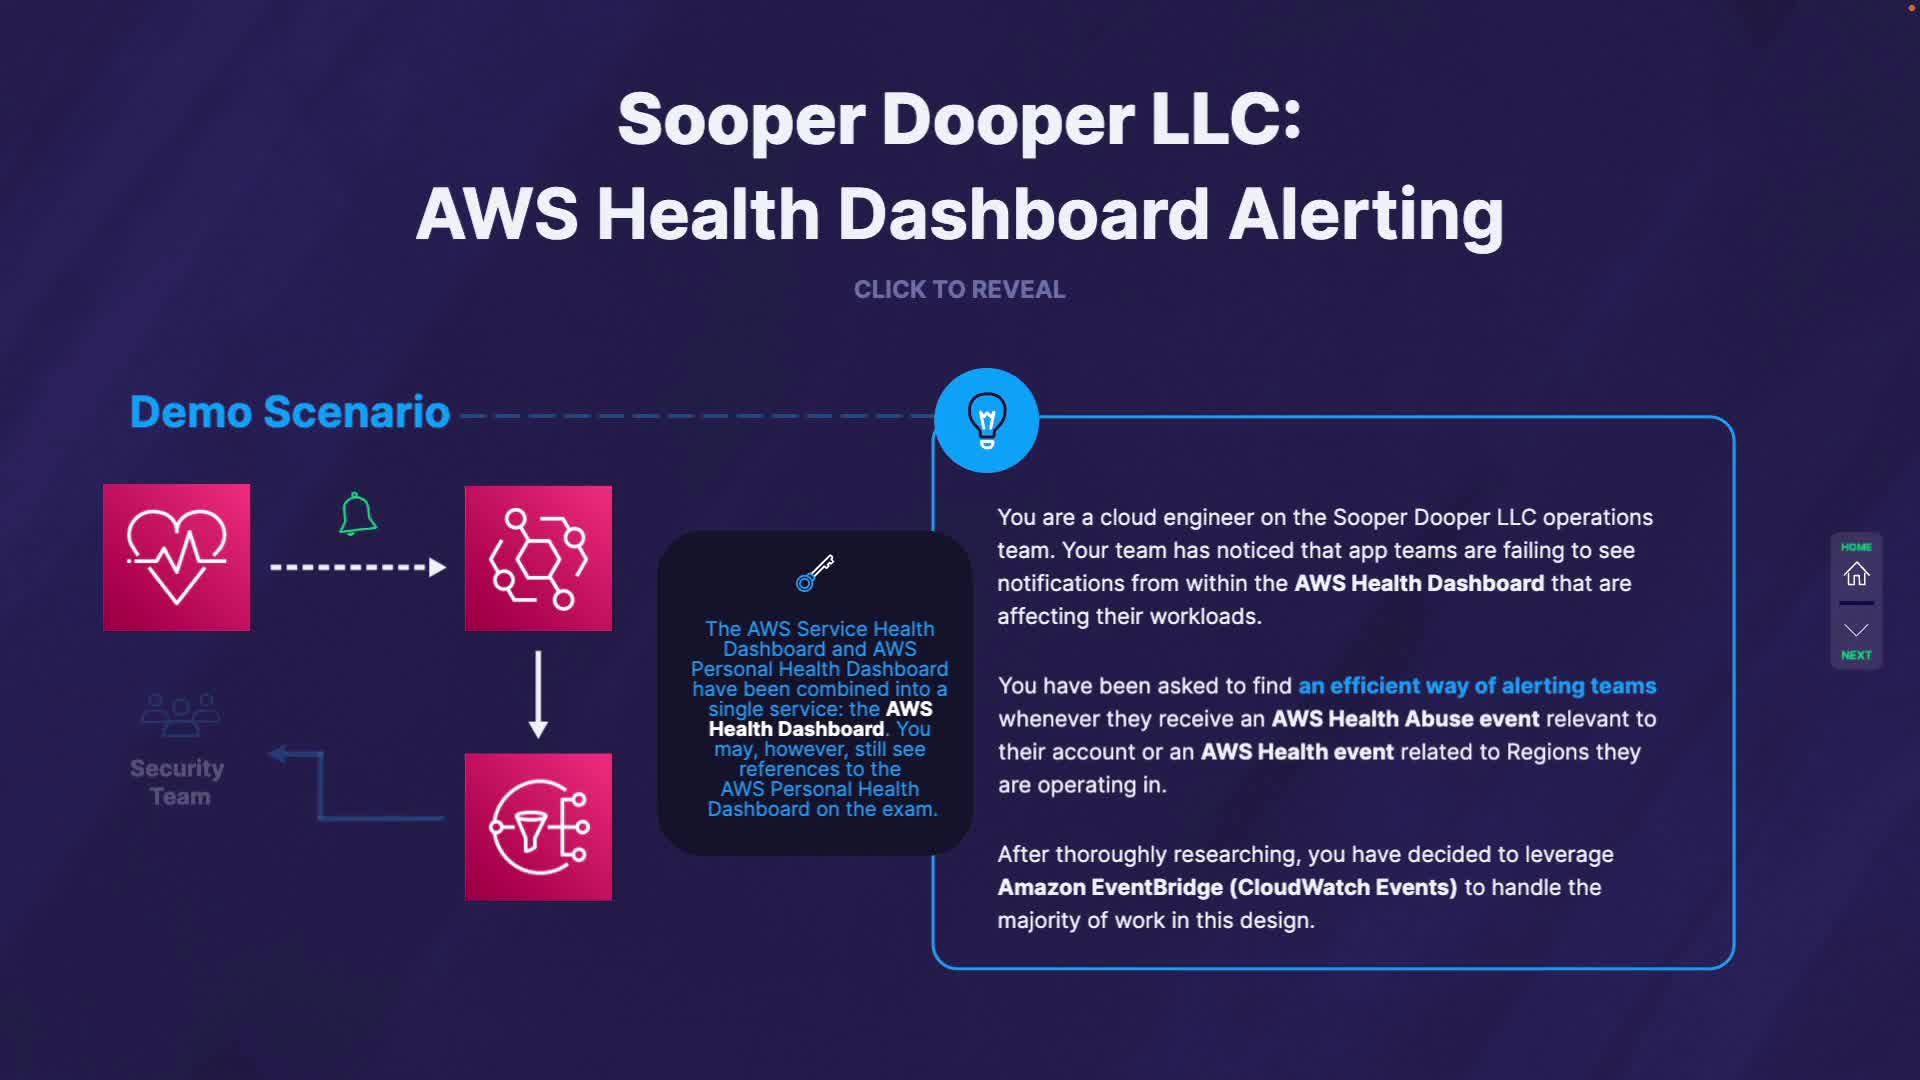 Sooper Dooper LLC:
AWS Health Dashboard Alerting
CLICK TO REVEAL
Demo Scenario
Security
Team
The AWS Service Health
Dashboard and AWS
Personal Health Dashboard
have been combined into a
single service: the AWS
Health Dashboard. You
may, however, still see
references to the
AWS Personal Health
Dashboard on the exam.
You are a cloud engineer on the Sooper Dooper LLC operations
team. Your team has noticed that app teams are failing to see
notifications from within the AWS Health Dashboard that are
affecting their workloads.
You have been asked to find an efficient way of alerting teams
whenever they receive an AWS Health Abuse event relevant to
their account or an AWS Health event related to Regions they
are operating in.
After thoroughly researching, you have decided to leverage
Amazon EventBridge (CloudWatch Events) to handle the
majority of work in this design.
HOME
NEXT